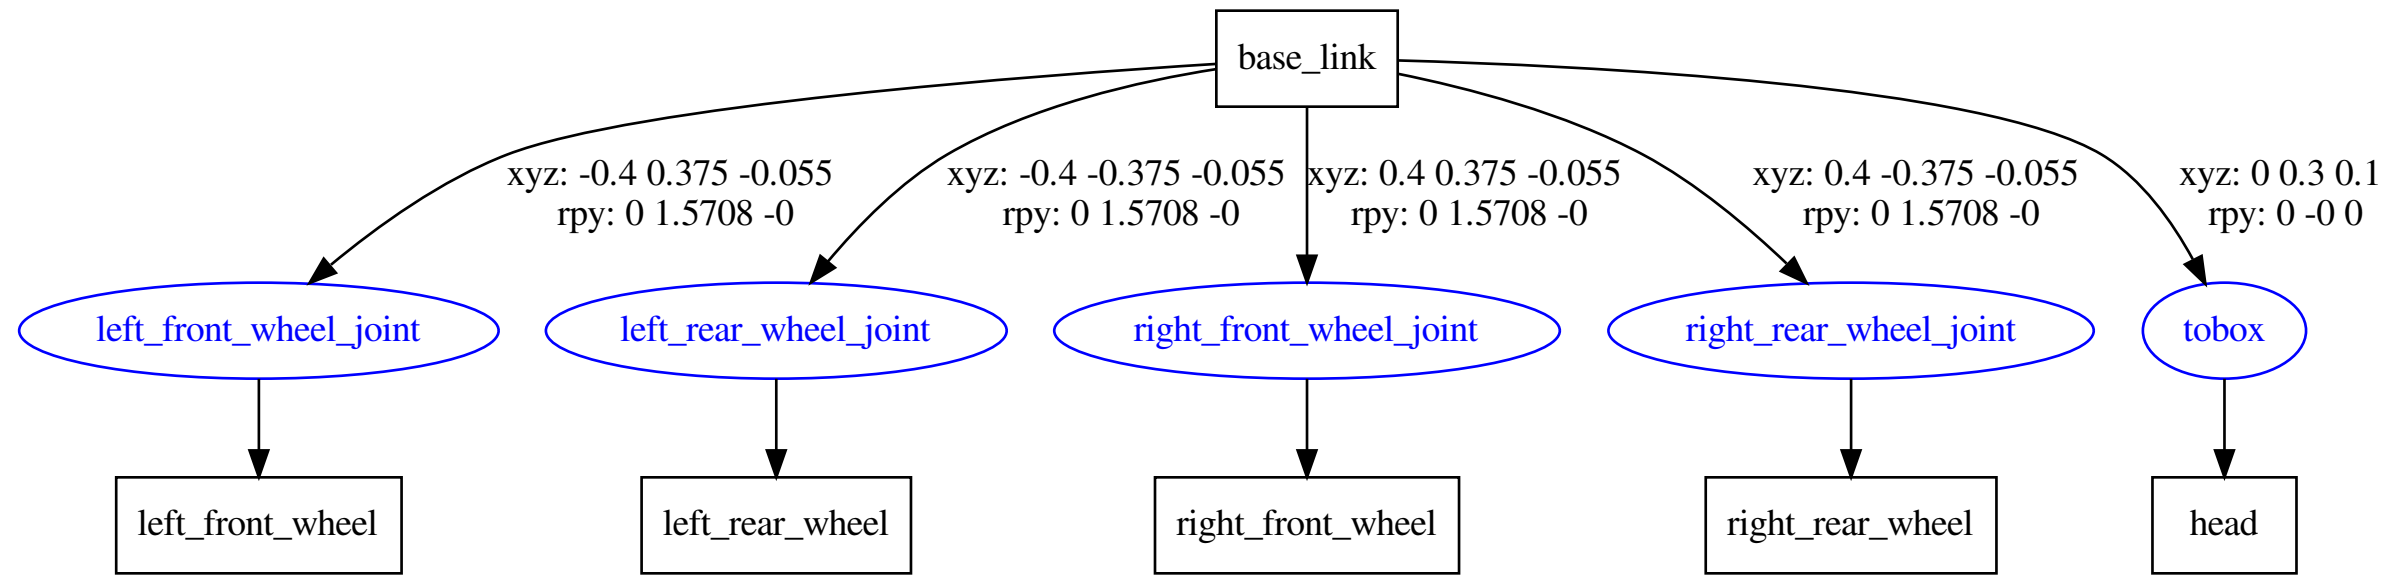 base_link
xyz: -0.4 0.375 -0.055
rpy: 0 1.5708 -0
xyz: -0.4 -0.375 -0.055
rpy: 0 1.5708 -0
xyz: 0.4 0.375 -0.055
rpy: 0 1.5708 -0
xyz: 0.4 -0.375 -0.055
rpy: 0 1.5708 -0
xyz: 0 0.3 0.1
rpy: 0 -0 0
left_front_wheel_joint
left_rear_wheel_joint
right_front_wheel_joint
right_rear_wheel_joint
tobox
left_front_wheel
left_rear_wheel
right_front_wheel
right_rear_wheel
head